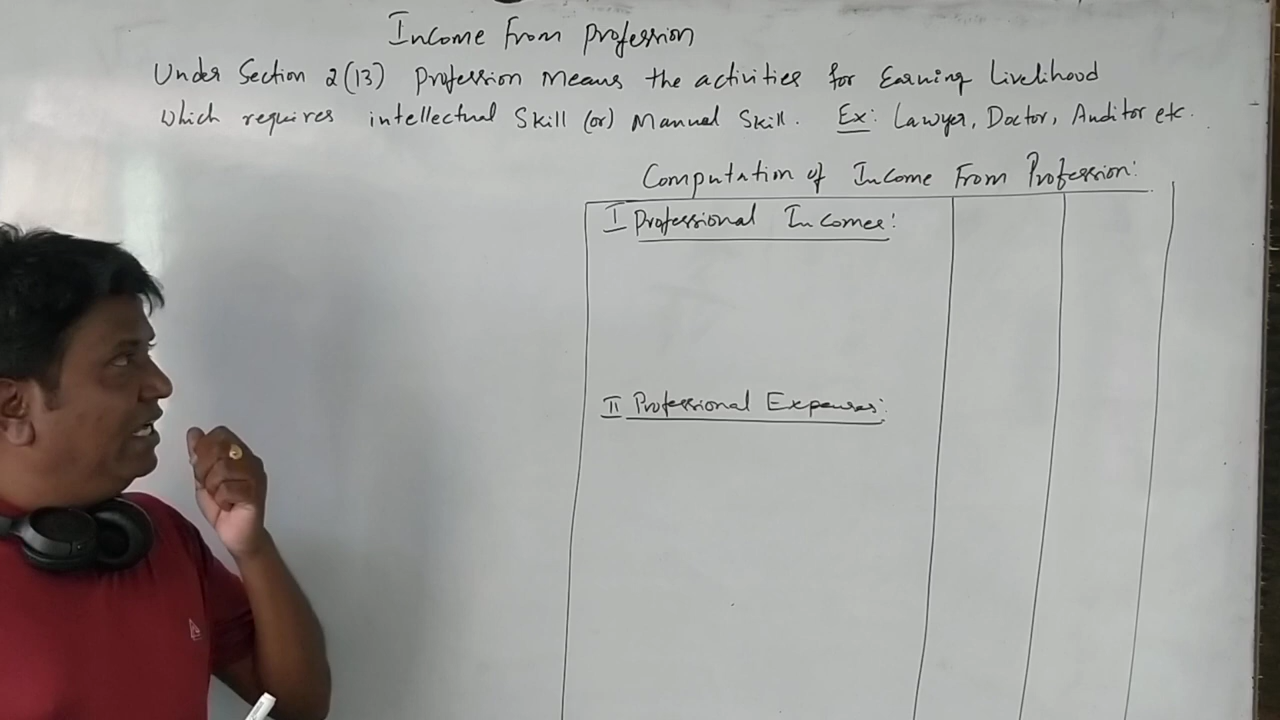 Income From Profession
Under Section 2(13) Profession Means the activities for Earning Livelihood
Which requires intellectual Skill (or) Manual Skill. Ex: Lawyer, Doctor, Auditor etc.
Computation of Income From Profession:
I Professional Incomes:
II Professional Expenses: